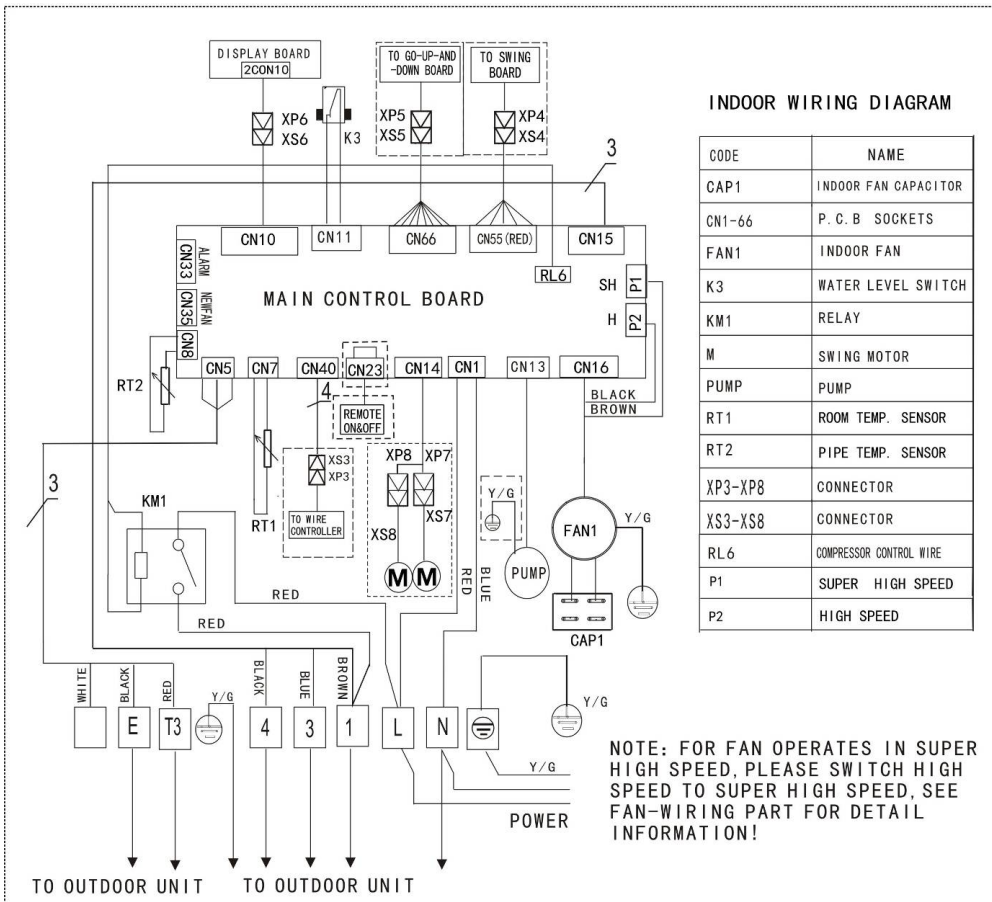 DISPLAY BOARD
2CON10
TO GO-UP-AND
-DOWN BOARD
TO SWING
BOARD
XP6
XS6
K3
XP5
XS5
XP4
XS4
3
CN10
CN11
CN66
CN55(RED)
CN15
CN33
ALARM
CN35
NEWFAN
CN8
RL6
SH
P1
H
P2
MAIN CONTROL BOARD
CN5
CN7
CN40
CN23
CN14
CN1
CN13
CN16
RT2
4
REMOTE
ON&OFF
BLACK
BROWN
XS3
XP3
TO WIRE
CONTROLLER
RT1
XP8
XP7
XS8
XS7
M
M
RED
BLUE
Y/G
PUMP
FAN1
Y/G
CAP1
3
KM1
RED
RED
WHITE
BLACK
RED
Y/G
BLACK
BLUE
BROWN
E
T3
4
3
1
L
N
Y/G
Y/G
POWER
TO OUTDOOR UNIT
TO OUTDOOR UNIT
INDOOR WIRING DIAGRAM
CODE NAME
CAP1 INDOOR FAN CAPACITOR
CN1-66 P.C.B SOCKETS
FAN1 INDOOR FAN
K3 WATER LEVEL SWITCH
KM1 RELAY
M SWING MOTOR
PUMP PUMP
RT1 ROOM TEMP. SENSOR
RT2 PIPE TEMP. SENSOR
XP3-XP8 CONNECTOR
XS3-XS8 CONNECTOR
RL6 COMPRESSOR CONTROL WIRE
P1 SUPER HIGH SPEED
P2 HIGH SPEED
NOTE: FOR FAN OPERATES IN SUPER
HIGH SPEED, PLEASE SWITCH HIGH
SPEED TO SUPER HIGH SPEED, SEE
FAN-WIRING PART FOR DETAIL
INFORMATION!